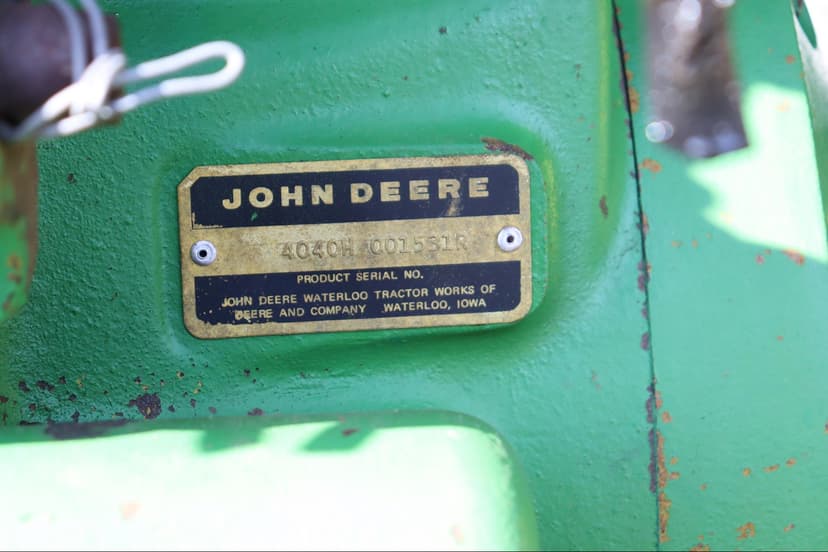 JOHN DEERE
4040H 001531R
PRODUCT SERIAL NO.
JOHN DEERE WATERLOO TRACTOR WORKS OF
DEERE AND COMPANY WATERLOO, IOWA